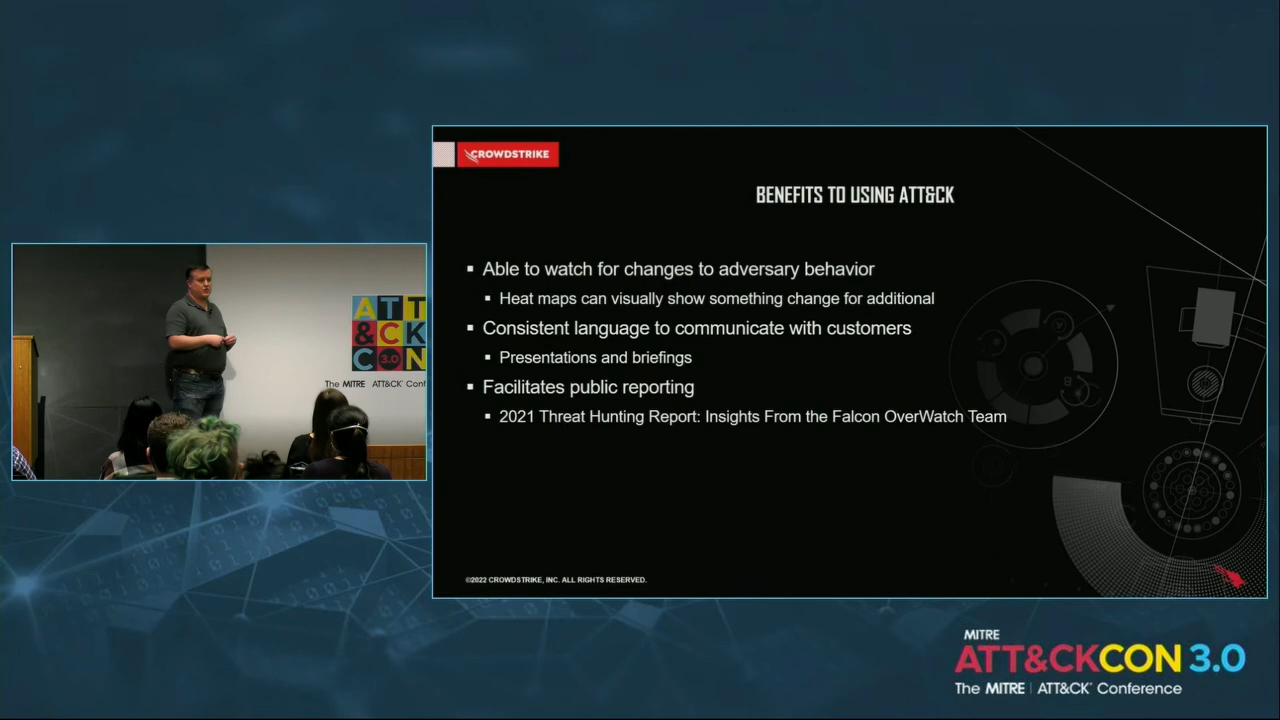 CROWDSTRIKE
BENEFITS TO USING ATT&CK
Able to watch for changes to adversary behavior
Heat maps can visually show something change for additional
Consistent language to communicate with customers
Presentations and briefings
Facilitates public reporting
2021 Threat Hunting Report: Insights From the Falcon OverWatch Team
©2022 CROWDSTRIKE, INC. ALL RIGHTS RESERVED.
ATT
&CK
C3.0N
The MITRE ATT&CK Conf
MITRE
ATT&CKCON 3.0
The MITRE | ATT&CK® Conference